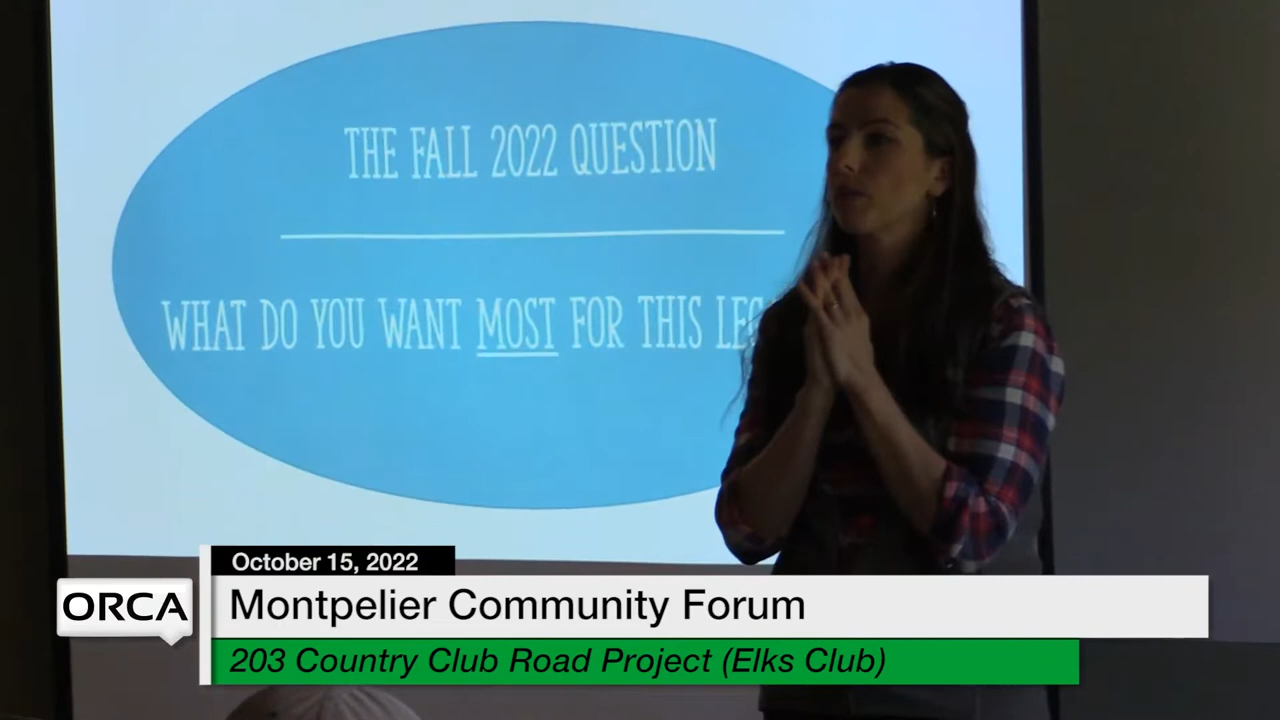 THE FALL 2022 QUESTION
WHAT DO YOU WANT MOST FOR THIS
October 15, 2022
ORCA
Montpelier Community Forum
203 Country Club Road Project (Elks Club)